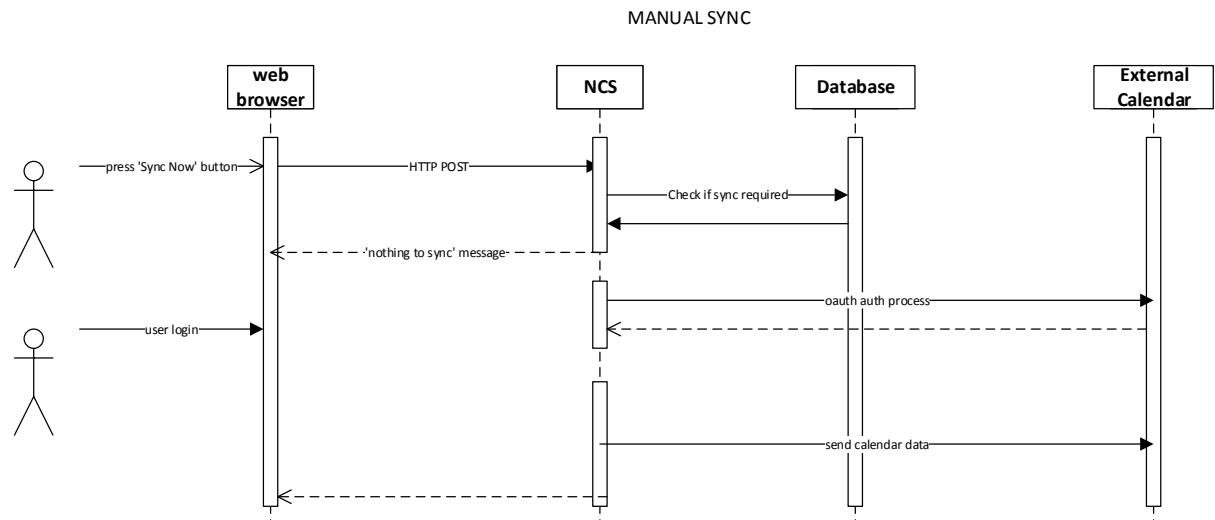 MANUAL SYNC
web
browser
NCS
Database
External
Calendar
press 'Sync Now' button
HTTP POST
Check if sync required
'nothing to sync' message
oauth auth process
user login
send calendar data